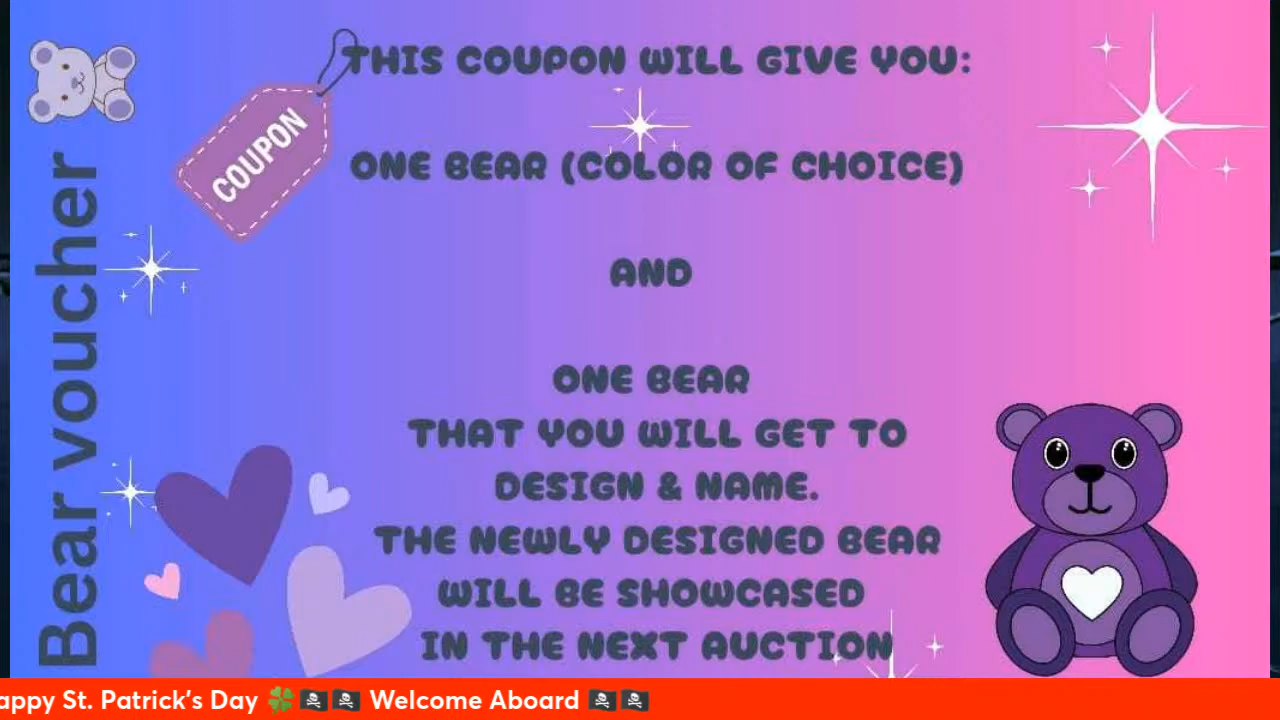 Bear voucher
COUPON
THIS COUPON WILL GIVE YOU:
ONE BEAR (COLOR OF CHOICE)
AND
ONE BEAR
THAT YOU WILL GET TO
DESIGN & NAME.
THE NEWLY DESIGNED BEAR
WILL BE SHOWCASED
IN THE NEXT AUCTION
appy St. Patrick's Day 🍀🏴‍☠️🏴‍☠️ Welcome Aboard 🏴‍☠️🏴‍☠️